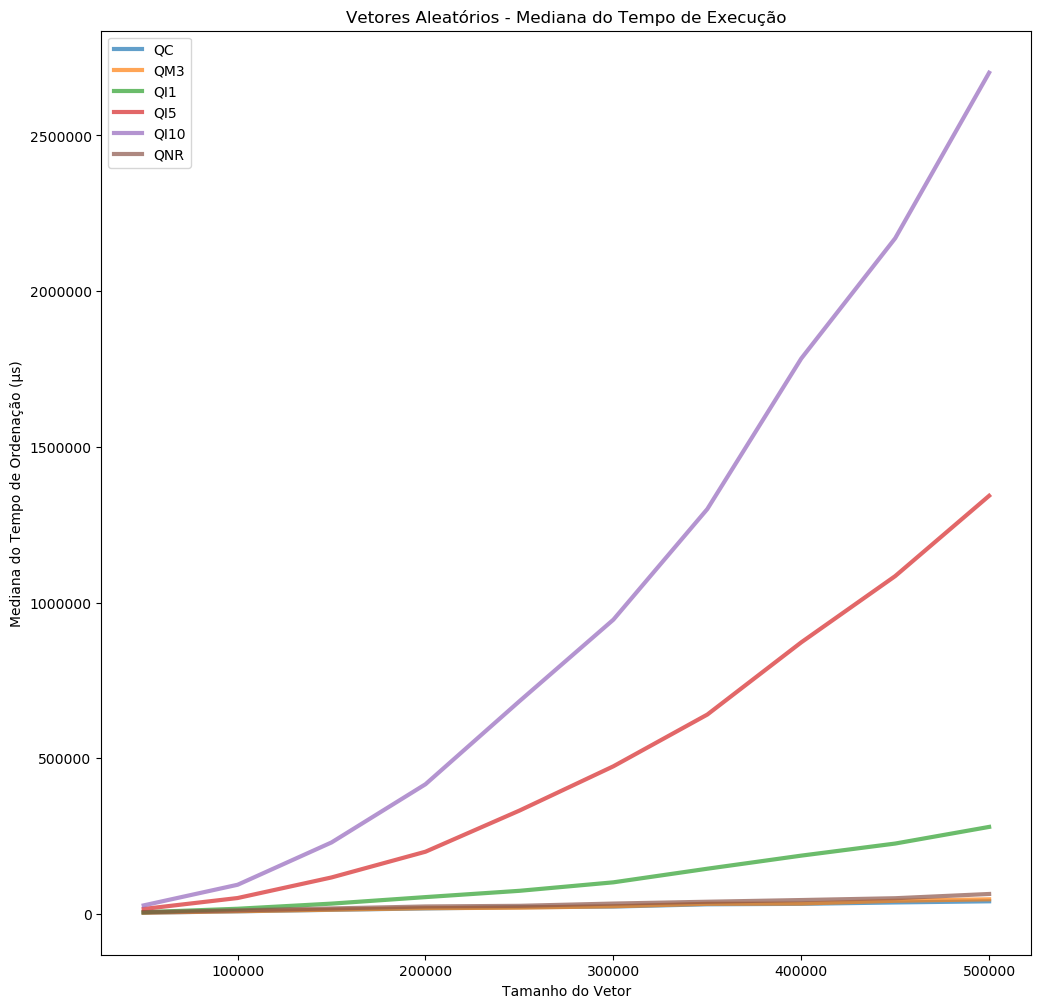 Vetores Aleatórios - Mediana do Tempo de Execução
QC
QM3
QI1
QI5
QI10
QNR
Mediana do Tempo de Ordenação (µs)
2500000
2000000
1500000
1000000
500000
0
100000
200000
300000
400000
500000
Tamanho do Vetor